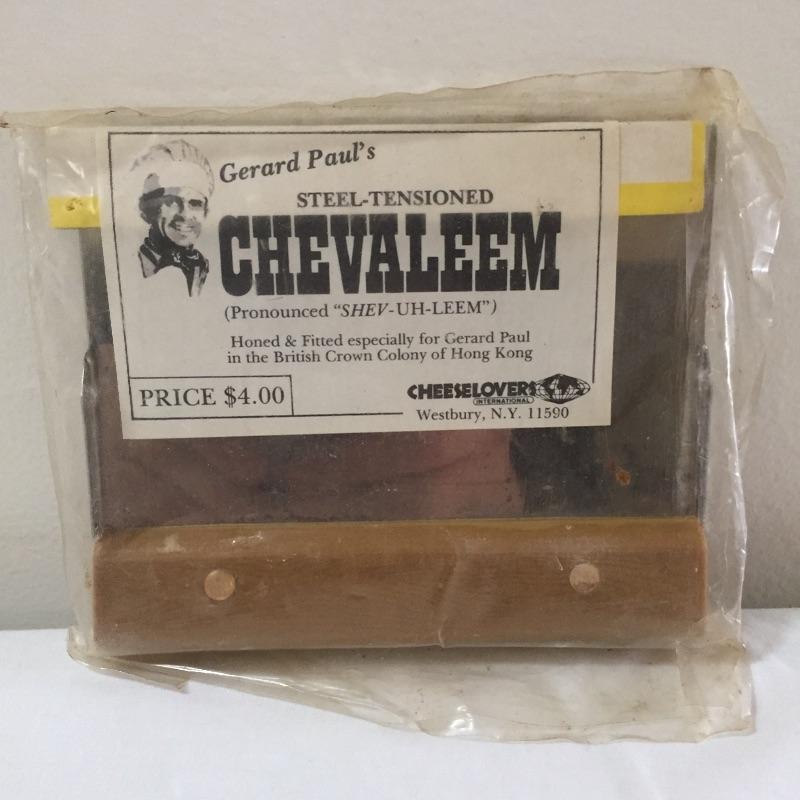 Gerard Paul's
STEEL-TENSIONED
CHEVALEEM
(Pronounced "SHEV-UH-LEEM")
Honed & Fitted especially for Gerard Paul
in the British Crown Colony of Hong Kong
PRICE $4.00
CHEESELOVERS
INTERNATIONAL
Westbury, N.Y. 11590